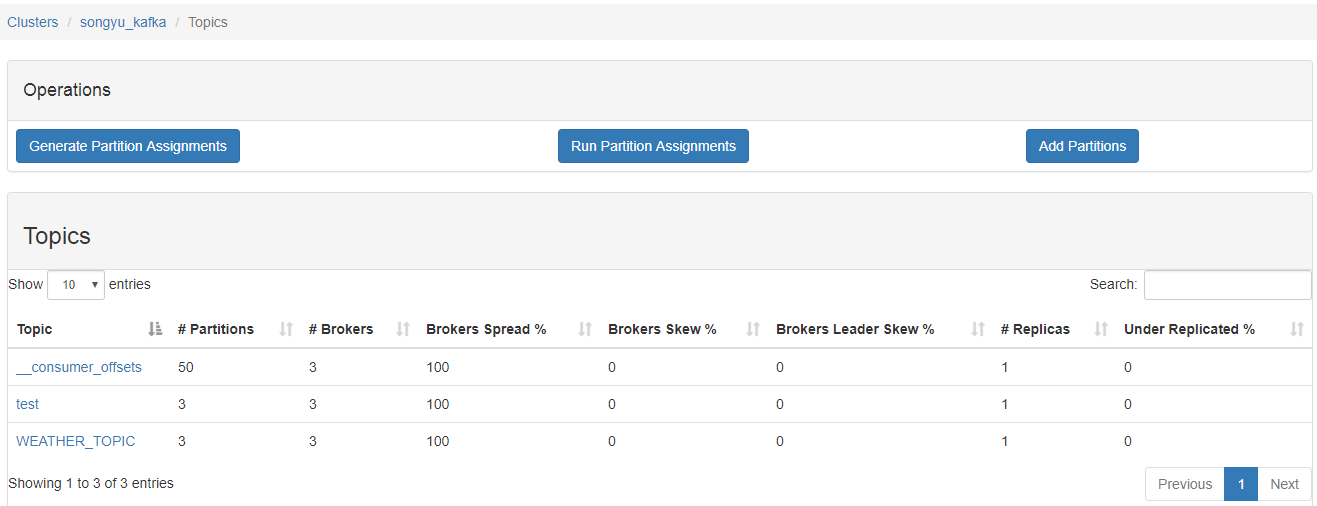 Clusters / songyu_kafka / Topics
Operations
Generate Partition Assignments Run Partition Assignments Add Partitions
Topics
Show 10 entries Search:
Topic # Partitions # Brokers Brokers Spread % Brokers Skew % Brokers Leader Skew % # Replicas Under Replicated %
__consumer_offsets 50 3 100 0 0 1 0
test 3 3 100 0 0 1 0
WEATHER_TOPIC 3 3 100 0 0 1 0
Showing 1 to 3 of 3 entries Previous 1 Next